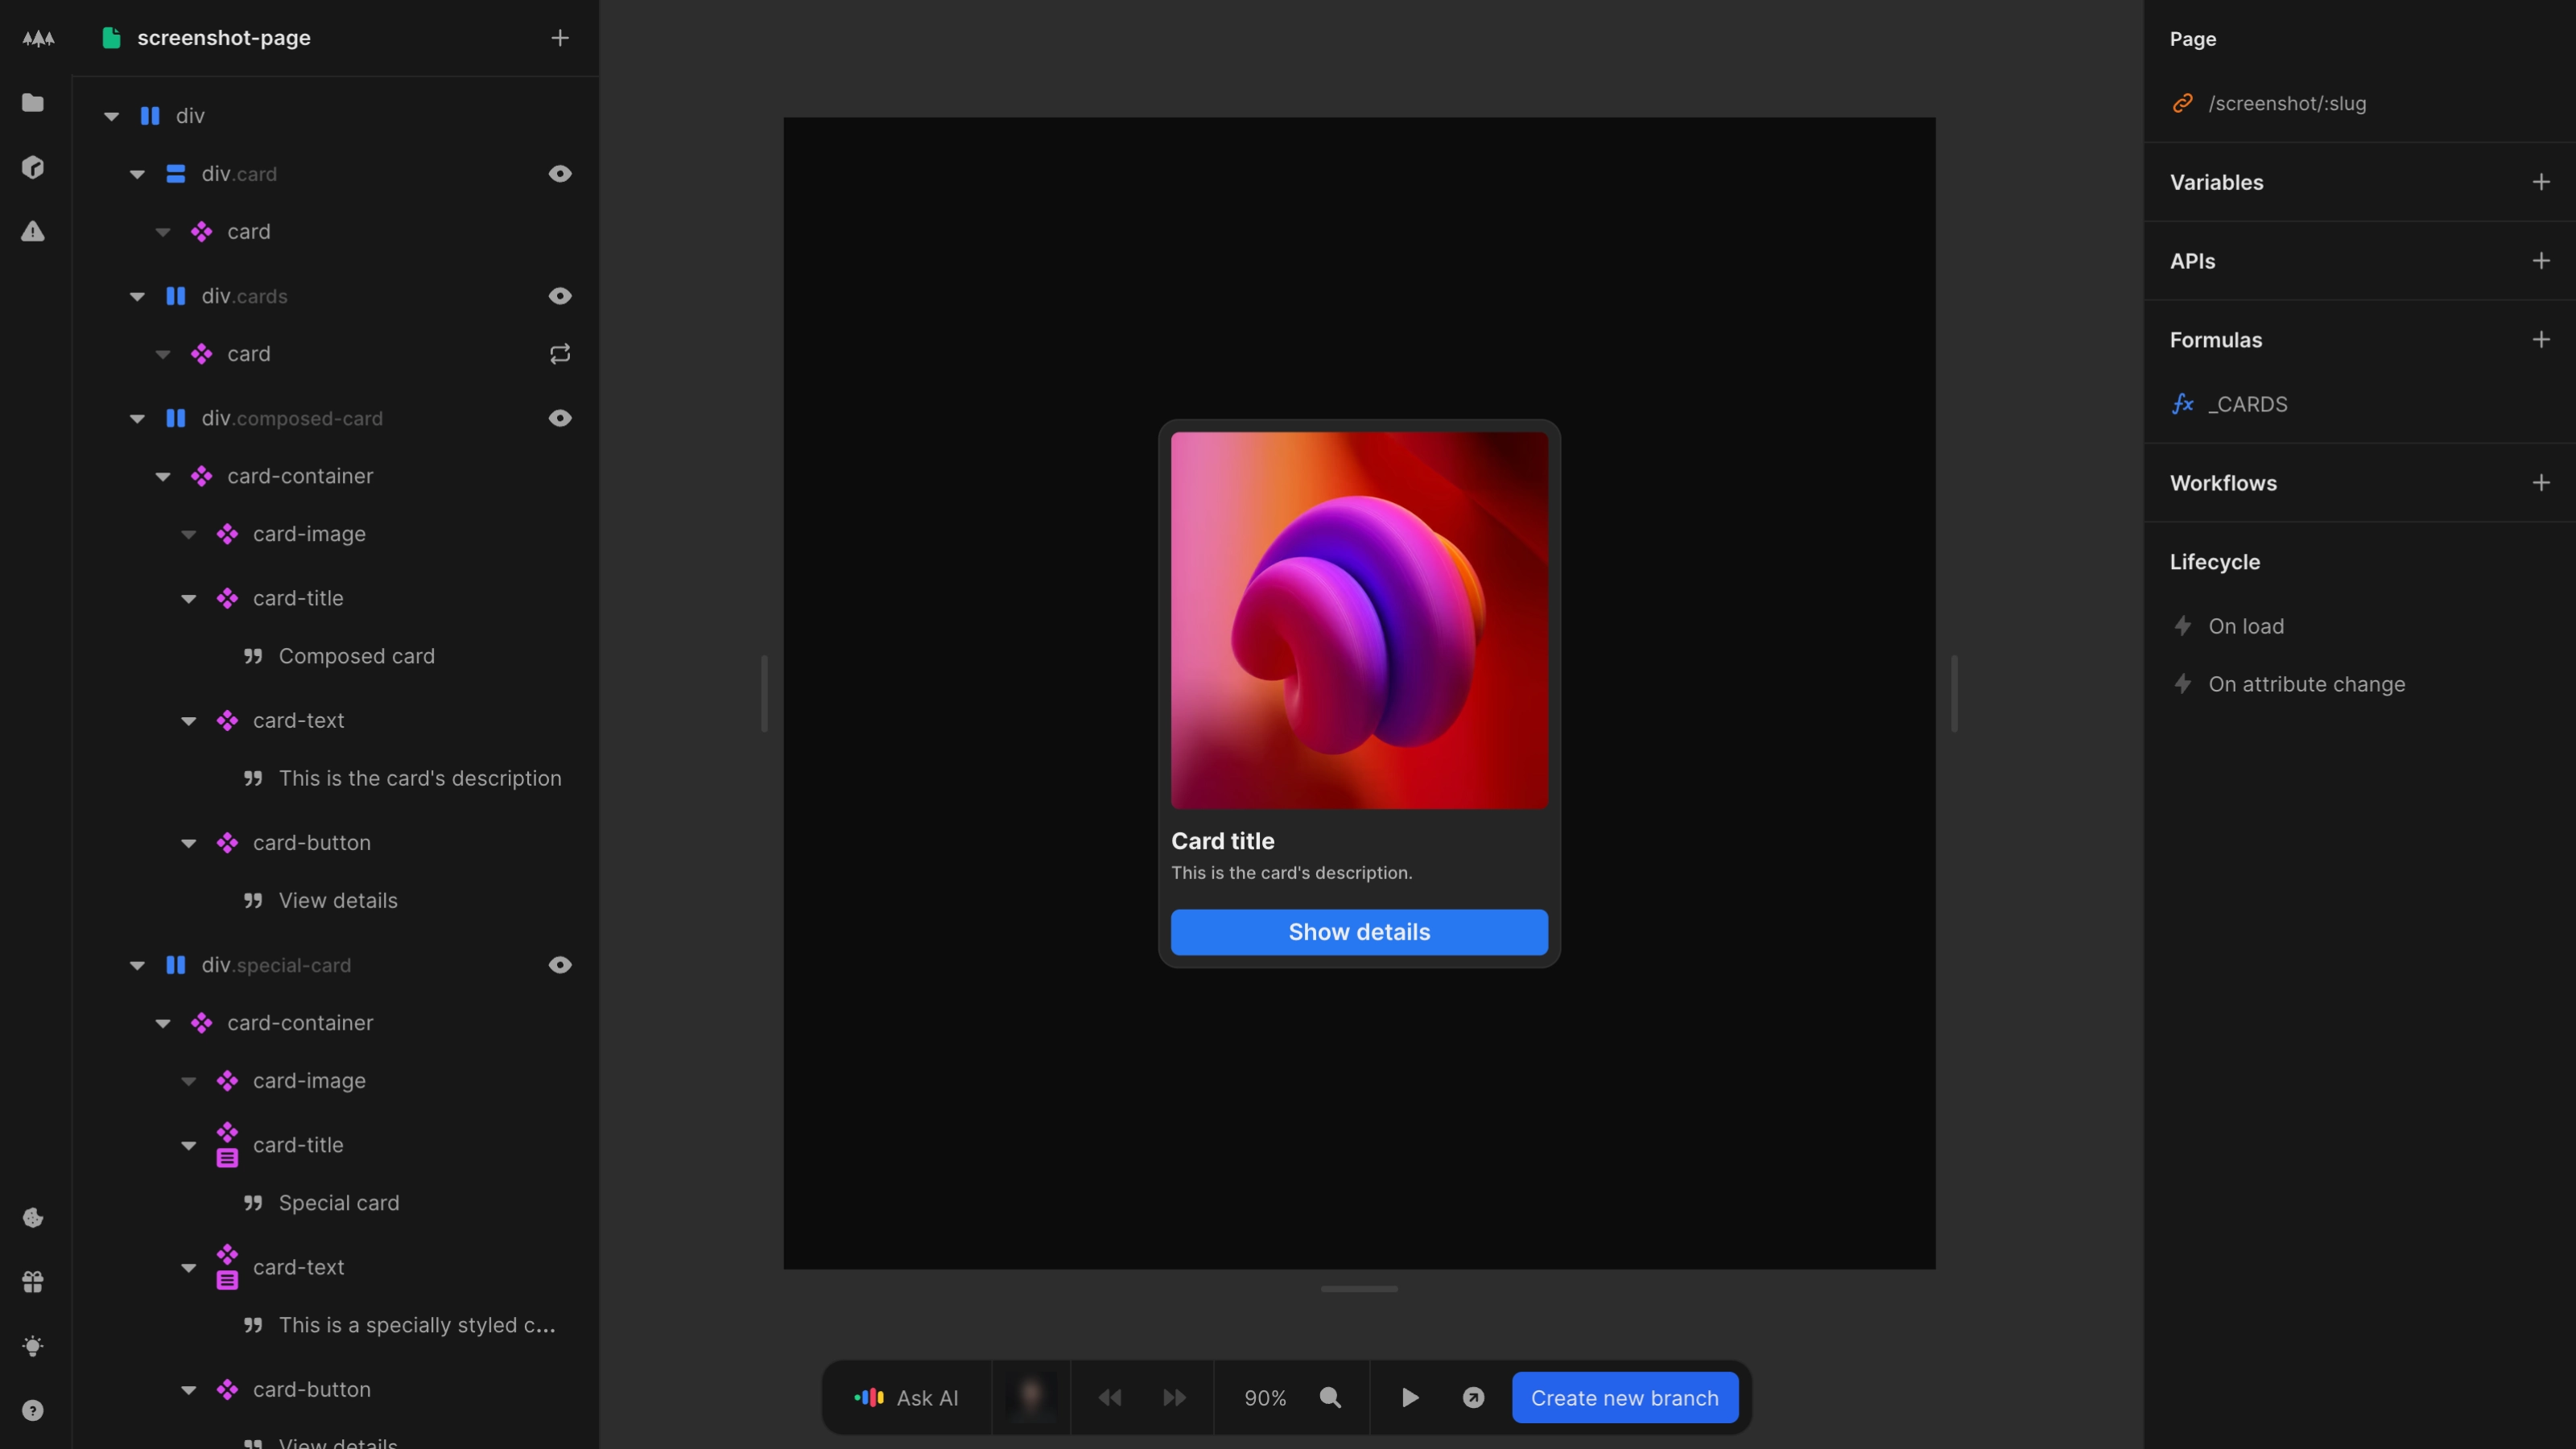 screenshot-page
div
div.card
card
div.cards
card
div.composed-card
card-container
card-image
card-title
Composed card
card-text
This is the card's description
card-button
View details
div.special-card
card-container
card-image
card-title
Special card
card-text
This is a specially styled c...
card-button
View details
Card title
This is the card's description.
Show details
Ask AI
90%
Create new branch
Page
/screenshot/:slug
Variables
APIs
Formulas
fx _CARDS
Workflows
Lifecycle
On load
On attribute change